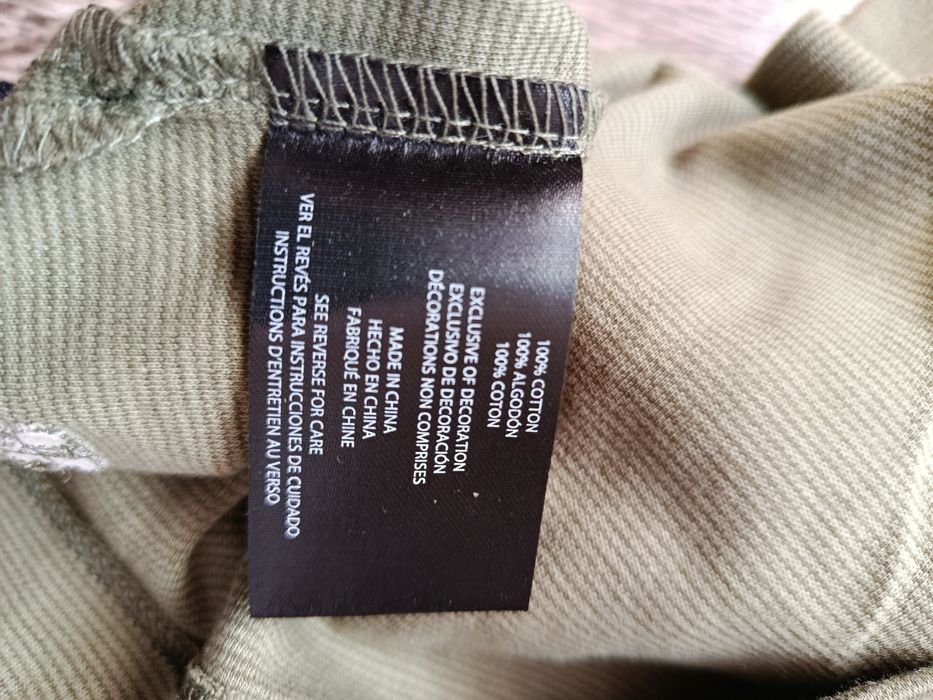 100% COTTON
100% ALGODÓN
100% COTON
EXCLUSIVE OF DECORATION
EXCLUSIVO DE DECORACIÓN
DÉCORATIONS NON COMPRISES
MADE IN CHINA
HECHO EN CHINA
FABRIQUÉ EN CHINE
SEE REVERSE FOR CARE
VER EL REVÉS PARA INSTRUCCIONES DE CUIDADO
INSTRUCTIONS D'ENTRETIEN AU VERSO